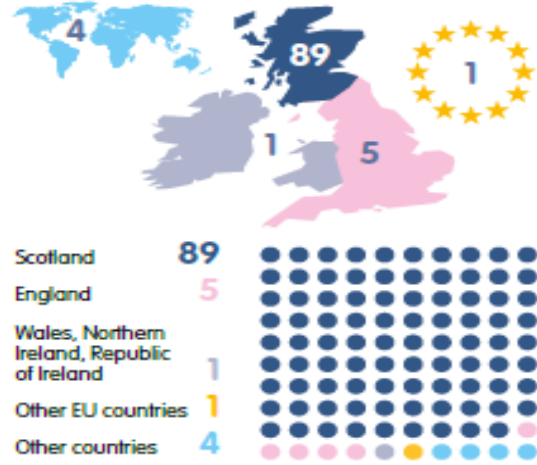 4
89
1
1
5
Scotland 89
England 5
Wales, Northern
Ireland, Republic
of Ireland 1
Other EU countries 1
Other countries 4